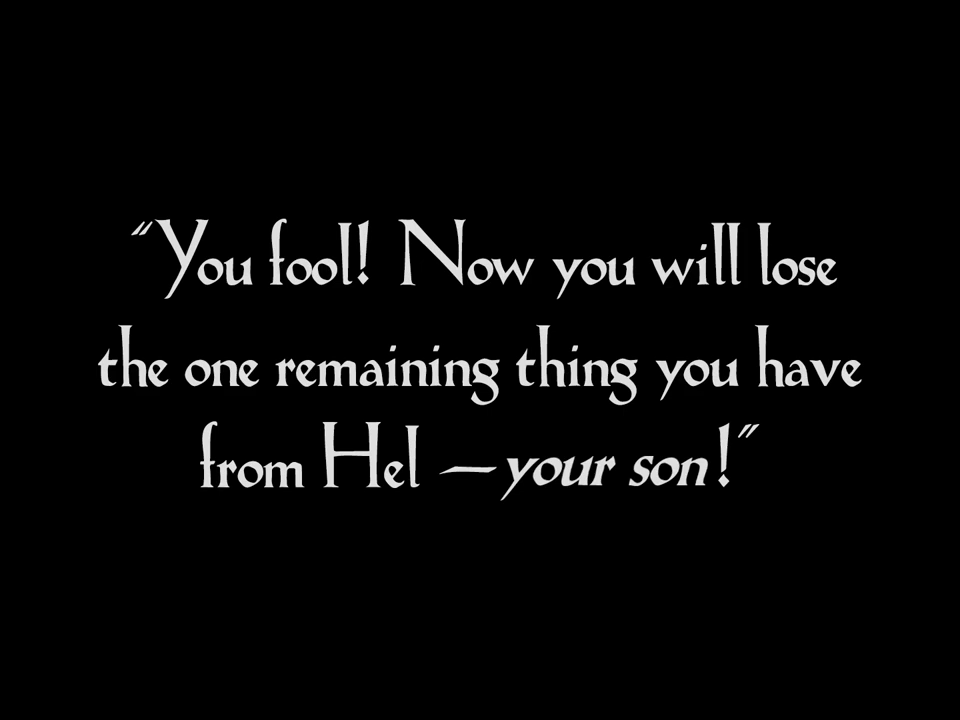 “You fool! Now you will lose
the one remaining thing you have
from Hel — your son!”